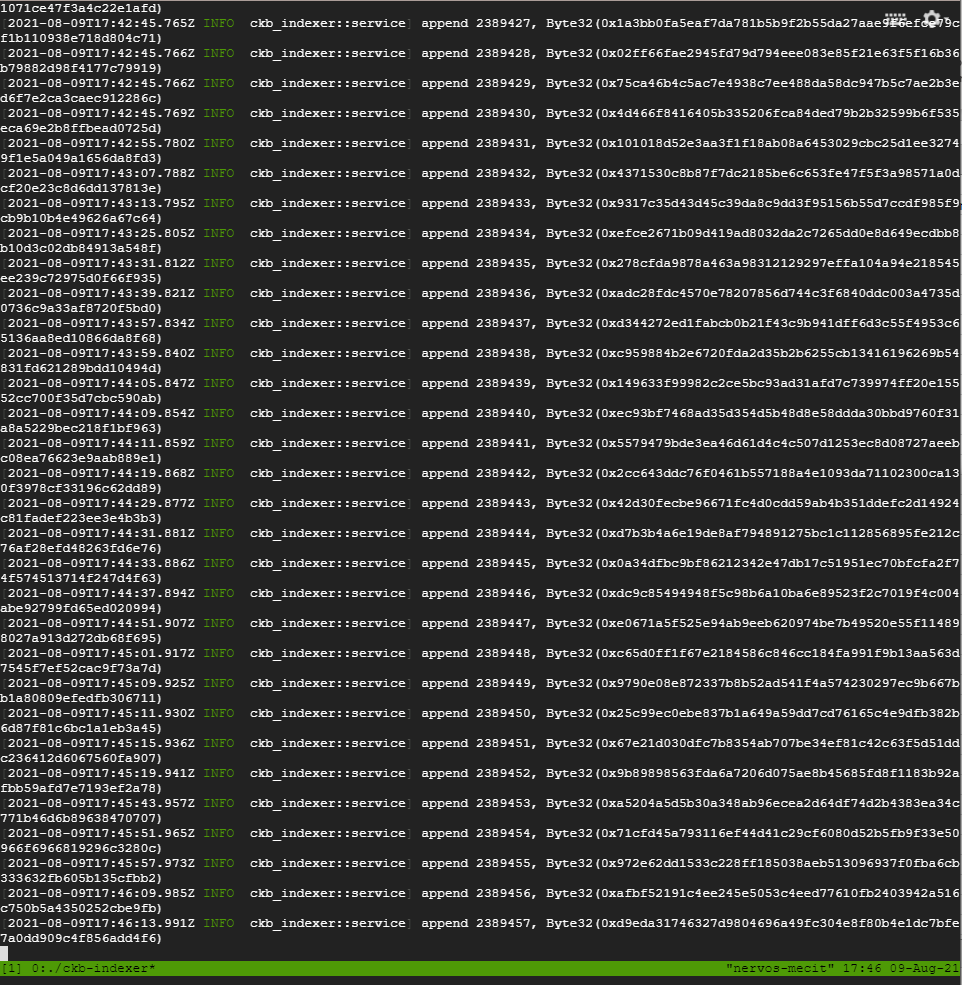 1071ce47f3a4c22e1afd)
[2021-08-09T17:42:45.765Z INFO  ckb_indexer::service] append 2389427, Byte32(0x1a3bb0fa5eaf7da781b5b9f2b55da27aae
f1b110938e718d804c71)
[2021-08-09T17:42:45.766Z INFO  ckb_indexer::service] append 2389428, Byte32(0x02ff66fae2945fd79d794eee083e85f21e63f5f16b36
b79882d98f4177c79919)
[2021-08-09T17:42:45.766Z INFO  ckb_indexer::service] append 2389429, Byte32(0x75ca46b4c5ac7e4938c7ee488da58dc947b5c7ae2b3e
d6f7e2ca3caec912286c)
[2021-08-09T17:42:45.769Z INFO  ckb_indexer::service] append 2389430, Byte32(0x4d466f8416405b335206fca84ded79b2b32599b6f535
eca69e2b8ffbead0725d)
[2021-08-09T17:42:55.780Z INFO  ckb_indexer::service] append 2389431, Byte32(0x101018d52e3aa3f1f18ab08a6453029cbc25d1ee3274
9f1e5a049a1656da8fd3)
[2021-08-09T17:43:07.788Z INFO  ckb_indexer::service] append 2389432, Byte32(0x4371530c8b87f7dc2185be6c653fe47f5f3a98571a0d
cf20e23c8d6dd137813e)
[2021-08-09T17:43:13.795Z INFO  ckb_indexer::service] append 2389433, Byte32(0x9317c35d43d45c39da8c9dd3f95156b55d7ccdf985f9
cb9b10b4e49626a67c64)
[2021-08-09T17:43:25.805Z INFO  ckb_indexer::service] append 2389434, Byte32(0xefce2671b09d419ad8032da2c7265dd0e8d649ecdbb8
b10d3c02db84913a548f)
[2021-08-09T17:43:31.812Z INFO  ckb_indexer::service] append 2389435, Byte32(0x278cfda9878a463a98312129297effa104a94e218545
ee239c72975d0f66f935)
[2021-08-09T17:43:39.821Z INFO  ckb_indexer::service] append 2389436, Byte32(0xadc28fdc4570e78207856d744c3f6840ddc003a4735d
0736c9a33af8720f5bd0)
[2021-08-09T17:43:57.834Z INFO  ckb_indexer::service] append 2389437, Byte32(0xd344272ed1fabcb0b21f43c9b941dff6d3c55f4953c6
5136aa8ed10866da8f68)
[2021-08-09T17:43:59.840Z INFO  ckb_indexer::service] append 2389438, Byte32(0xc959884b2e6720fda2d35b2b6255cb13416196269b54
831fd621289bdd10494d)
[2021-08-09T17:44:05.847Z INFO  ckb_indexer::service] append 2389439, Byte32(0x149633f99982c2ce5bc93ad31afd7c739974ff20e155
52cc700f35d7cbc590ab)
[2021-08-09T17:44:09.854Z INFO  ckb_indexer::service] append 2389440, Byte32(0xec93bf7468ad35d354d5b48d8e58ddda30bbd9760f31
a8a5229bec218f1bf963)
[2021-08-09T17:44:11.859Z INFO  ckb_indexer::service] append 2389441, Byte32(0x5579479bde3ea46d61d4c4c507d1253ec8d08727aeeb
c08ea76623e9aab889e1)
[2021-08-09T17:44:19.868Z INFO  ckb_indexer::service] append 2389442, Byte32(0x2cc643ddc76f0461b557188a4e1093da71102300ca13
0f3978cf33196c62dd89)
[2021-08-09T17:44:29.877Z INFO  ckb_indexer::service] append 2389443, Byte32(0x42d30fecbe96671fc4d0cdd59ab4b351ddefc2d14924
c81fadef223ee3e4b3b3)
[2021-08-09T17:44:31.881Z INFO  ckb_indexer::service] append 2389444, Byte32(0xd7b3b4a6e19de8af794891275bc1c112856895fe212c
76af28efd48263fd6e76)
[2021-08-09T17:44:33.886Z INFO  ckb_indexer::service] append 2389445, Byte32(0x0a34dfbc9bf86212342e47db17c51951ec70bfcfa2f7
4f574513714f247d4f63)
[2021-08-09T17:44:37.894Z INFO  ckb_indexer::service] append 2389446, Byte32(0xdc9c85494948f5c98b6a10ba6e89523f2c7019f4c004
abe92799fd65ed020994)
[2021-08-09T17:44:51.907Z INFO  ckb_indexer::service] append 2389447, Byte32(0xe0671a5f525e94ab9eeb620974be7b49520e55f11489
8027a913d272db68f695)
[2021-08-09T17:45:01.917Z INFO  ckb_indexer::service] append 2389448, Byte32(0xc65d0ff1f67e2184586c846cc184fa991f9b13aa563d
7545f7ef52cac9f73a7d)
[2021-08-09T17:45:09.925Z INFO  ckb_indexer::service] append 2389449, Byte32(0x9790e08e872337b8b52ad541f4a574230297ec9b667b
b1a80809efedfb306711)
[2021-08-09T17:45:11.930Z INFO  ckb_indexer::service] append 2389450, Byte32(0x25c99ec0ebe837b1a649a59dd7cd76165c4e9dfb382b
6d87f81c6bc1a1eb3a45)
[2021-08-09T17:45:15.936Z INFO  ckb_indexer::service] append 2389451, Byte32(0x67e21d030dfc7b8354ab707be34ef81c42c63f5d51dd
c236412d6067560fa907)
[2021-08-09T17:45:19.941Z INFO  ckb_indexer::service] append 2389452, Byte32(0x9b89898563fda6a7206d075ae8b45685fd8f1183b92a
fbb59afd7e7193ef2a78)
[2021-08-09T17:45:43.957Z INFO  ckb_indexer::service] append 2389453, Byte32(0xa5204a5d5b30a348ab96ecea2d64df74d2b4383ea34c
771b46d6b89638470707)
[2021-08-09T17:45:51.965Z INFO  ckb_indexer::service] append 2389454, Byte32(0x71cfd45a793116ef44d41c29cf6080d52b5fb9f33e50
966f6966819296c3280c)
[2021-08-09T17:45:57.973Z INFO  ckb_indexer::service] append 2389455, Byte32(0x972e62dd1533c228ff185038aeb513096937f0fba6cb
333632fb605b135cfbb2)
[2021-08-09T17:46:09.985Z INFO  ckb_indexer::service] append 2389456, Byte32(0xafbf52191c4ee245e5053c4eed77610fb2403942a516
c750b5a4350252cbe9fb)
[2021-08-09T17:46:13.991Z INFO  ckb_indexer::service] append 2389457, Byte32(0xd9eda31746327d9804696a49fc304e8f80b4e1dc7bfe
7a0dd909c4f856add4f6)
[1] 0:./ckb-indexer* "nervos-mecit" 17:46 09-Aug-21